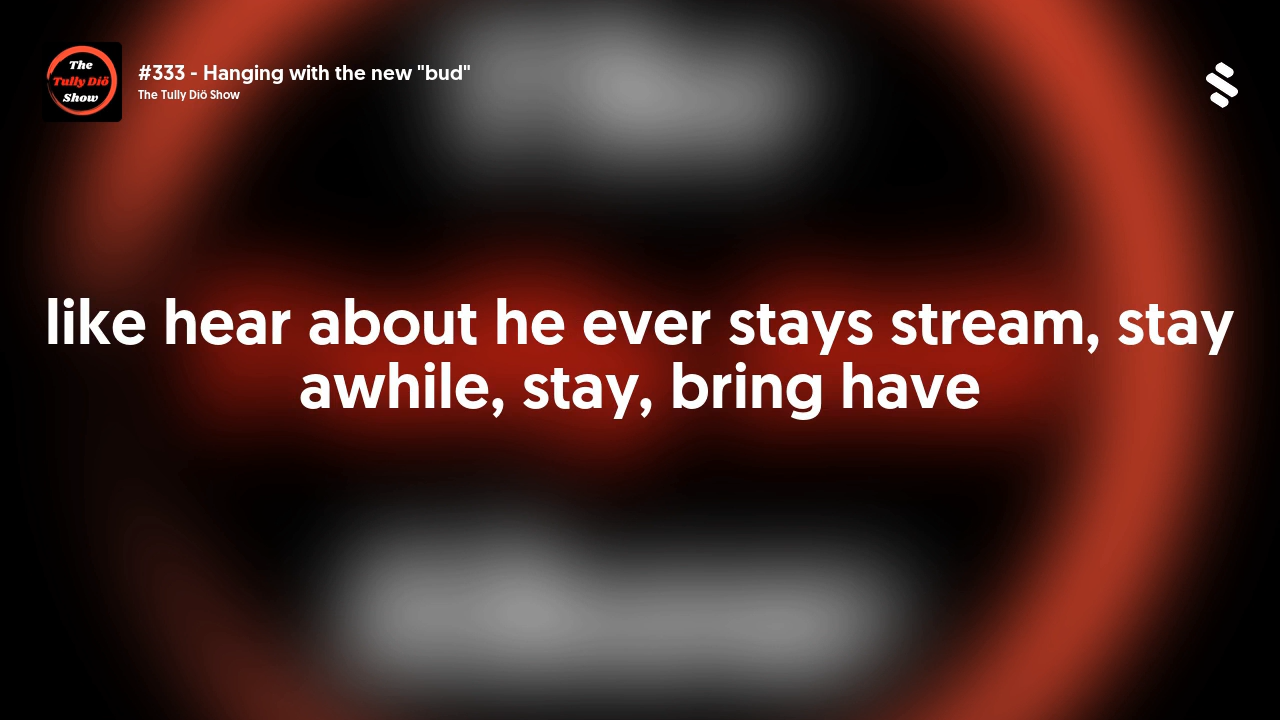 The
Tully Diö
Show
#333 - Hanging with the new "bud"
The Tully Diö Show
like hear about he ever stays stream, stay
awhile, stay, bring have